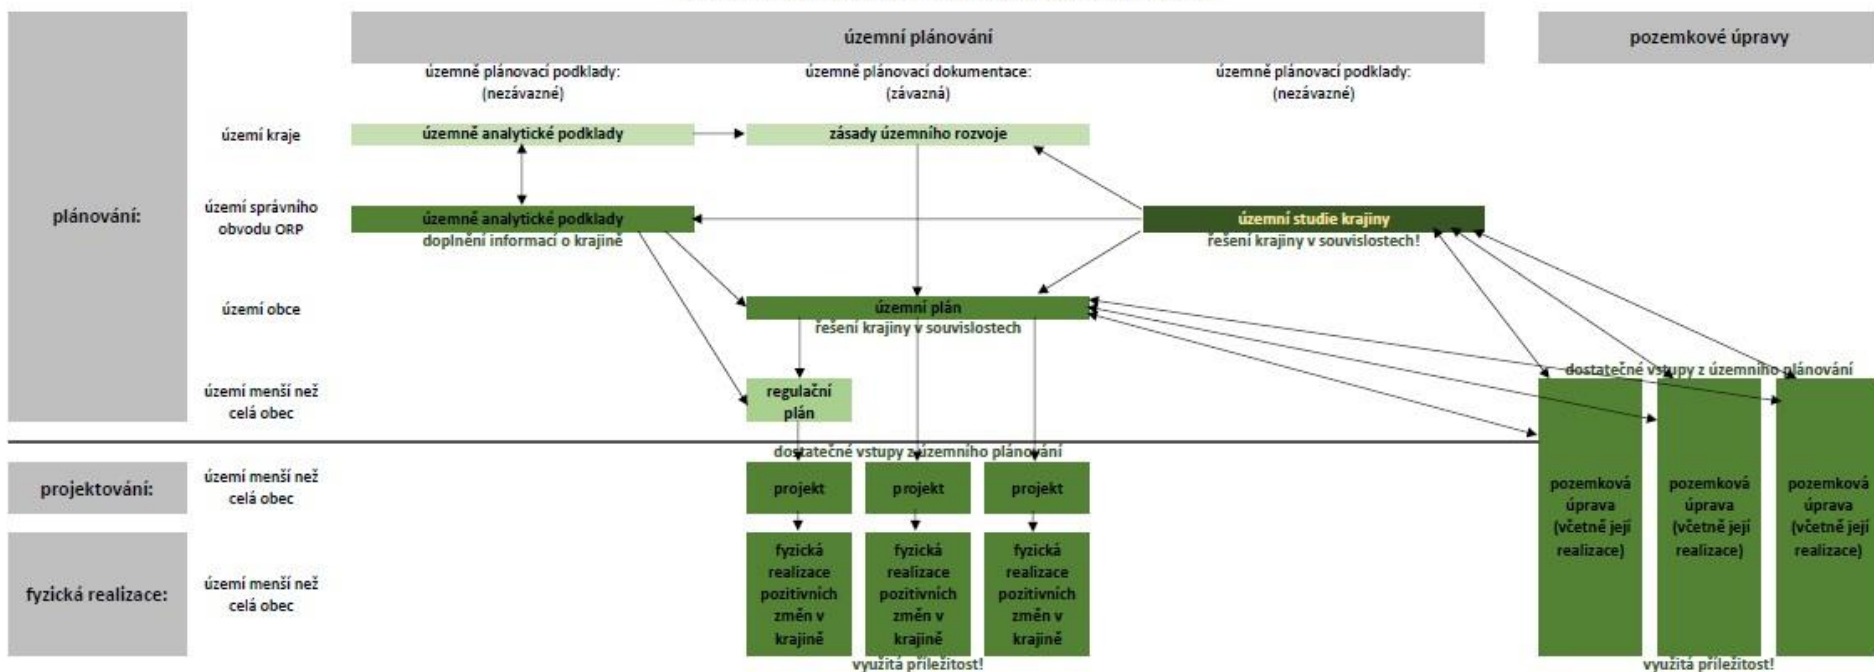 územní plánování
pozemkové úpravy
územně plánovací podklady:
(nezávazné)
územně plánovací dokumentace:
(závazná)
územně plánovací podklady:
(nezávazné)
plánování:
území kraje
územně analytické podklady
zásady územního rozvoje
území správního
obvodu ORP
územně analytické podklady
doplnění informací o krajině
územní studie krajiny
řešení krajiny v souvislostech!
území obce
územní plán
řešení krajiny v souvislostech
území menší než
celá obec
regulační
plán
dostatečné vstupy z územního plánování
dostatečné vstupy z územního plánování
projektování:
území menší než
celá obec
projekt
projekt
projekt
fyzická realizace:
území menší než
celá obec
fyzická
realizace
pozitivních
změn v
krajině
fyzická
realizace
pozitivních
změn v
krajině
fyzická
realizace
pozitivních
změn v
krajině
využitá příležitost!
pozemková
úprava
(včetně její
realizace)
pozemková
úprava
(včetně její
realizace)
pozemková
úprava
(včetně její
realizace)
využitá příležitost!